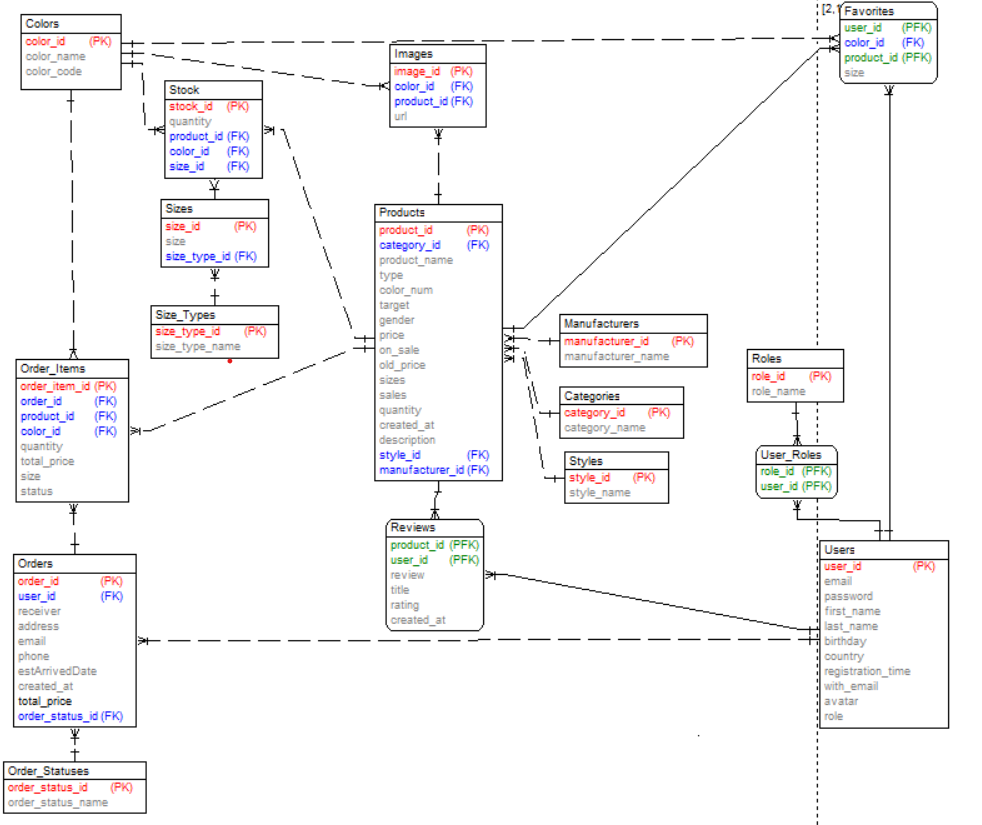 Colors
color_id (PK)
color_name
color_code
Images
image_id (PK)
color_id (FK)
product_id (FK)
url
[2,1
Favorites
user_id (PFK)
color_id (FK)
product_id (PFK)
size
Stock
stock_id (PK)
quantity
product_id (FK)
color_id (FK)
size_id (FK)
Sizes
size_id (PK)
size
size_type_id (FK)
Size_Types
size_type_id (PK)
size_type_name
Products
product_id (PK)
category_id (FK)
product_name
type
color_num
target
gender
price
on_sale
old_price
sizes
sales
quantity
created_at
description
style_id (FK)
manufacturer_id (FK)
Manufacturers
manufacturer_id (PK)
manufacturer_name
Categories
category_id (PK)
category_name
Styles
style_id (PK)
style_name
Roles
role_id (PK)
role_name
User_Roles
role_id (PFK)
user_id (PFK)
Order_Items
order_item_id (PK)
order_id (FK)
product_id (FK)
color_id (FK)
quantity
total_price
size
status
Reviews
product_id (PFK)
user_id (PFK)
review
title
rating
created_at
Users
user_id (PK)
email
password
first_name
last_name
birthday
country
registration_time
with_email
avatar
role
Orders
order_id (PK)
user_id (FK)
receiver
address
email
phone
estArrivedDate
created_at
total_price
order_status_id (FK)
Order_Statuses
order_status_id (PK)
order_status_name